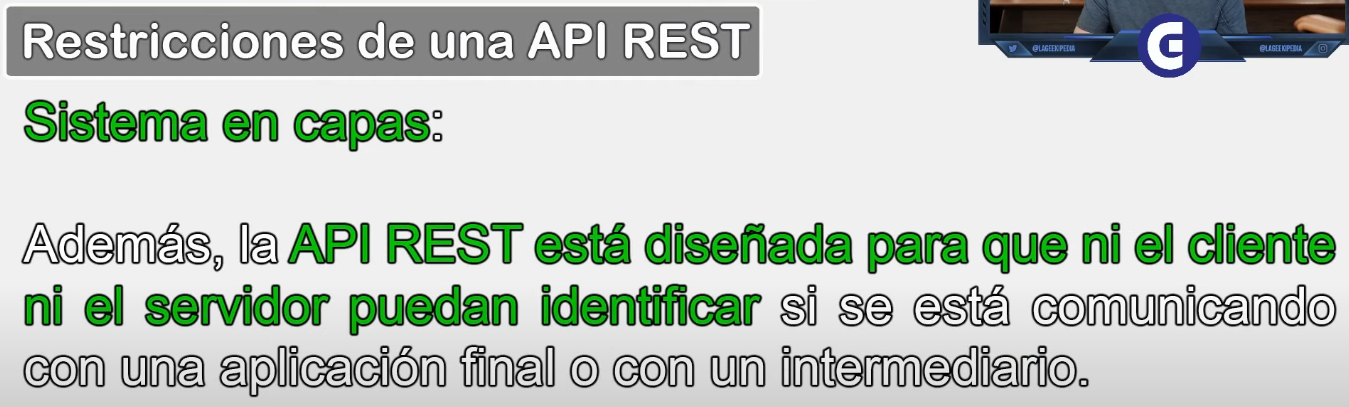 Restricciones de una API REST
@LAGEEKIPEDIA @LAGEEKIPEDIA
G
Sistema en capas:
Además, la API REST está diseñada para que ni el cliente
ni el servidor puedan identificar si se está comunicando
con una aplicación final o con un intermediario.